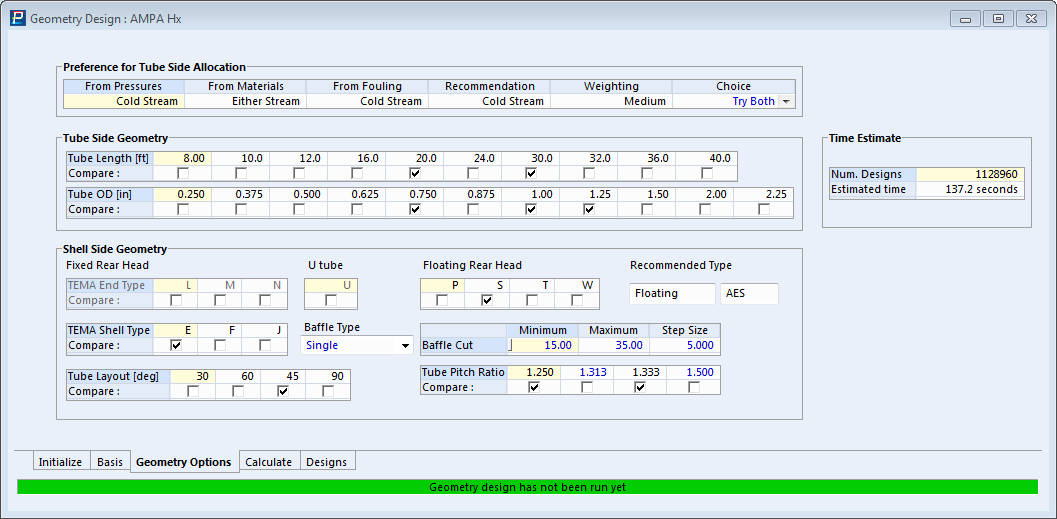 Geometry Design : AMPA Hx
Preference for Tube Side Allocation
From Pressures From Materials From Fouling Recommendation Weighting Choice
Cold Stream Either Stream Cold Stream Cold Stream Medium Try Both
Tube Side Geometry
Tube Length [ft] 8.00 10.0 12.0 16.0 20.0 24.0 30.0 32.0 36.0 40.0
Compare :
Tube OD [in] 0.250 0.375 0.500 0.625 0.750 0.875 1.00 1.25 1.50 2.00 2.25
Compare :
Time Estimate
Num. Designs 1128960
Estimated time 137.2 seconds
Shell Side Geometry
Fixed Rear Head U tube Floating Rear Head Recommended Type
TEMA End Type L M N U P S T W
Compare :
Floating AES
TEMA Shell Type E F J
Compare :
Baffle Type
Single
Minimum Maximum Step Size
Baffle Cut 15.00 35.00 5.000
Tube Layout [deg] 30 60 45 90
Compare :
Tube Pitch Ratio 1.250 1.313 1.333 1.500
Compare :
Initialize Basis Geometry Options Calculate Designs
Geometry design has not been run yet